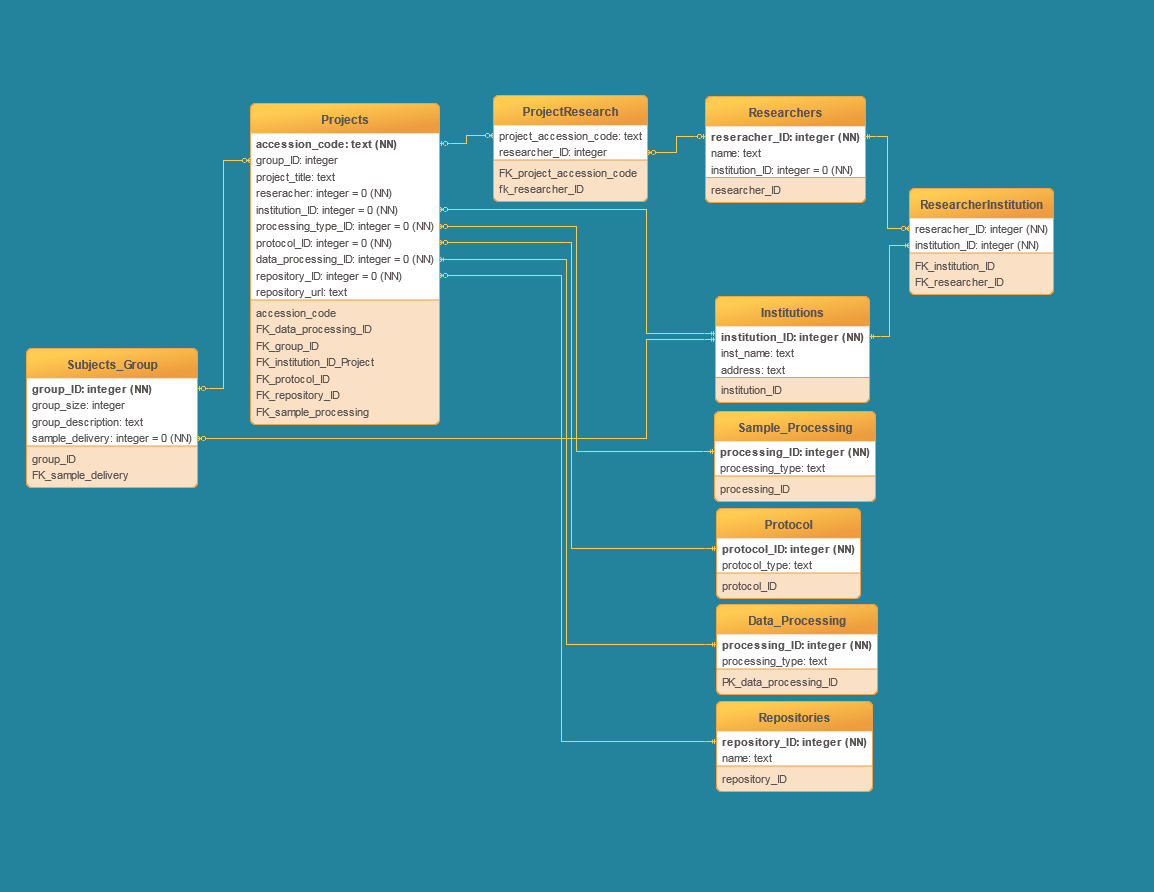 Projects
accession_code: text (NN)
group_ID: integer
project_title: text
reseracher: integer = 0 (NN)
institution_ID: integer = 0 (NN)
processing_type_ID: integer = 0 (NN)
protocol_ID: integer = 0 (NN)
data_processing_ID: integer = 0 (NN)
repository_ID: integer = 0 (NN)
repository_url: text
accession_code
FK_data_processing_ID
FK_group_ID
FK_institution_ID_Project
FK_protocol_ID
FK_repository_ID
FK_sample_processing
ProjectResearch
project_accession_code: text
researcher_ID: integer
FK_project_accession_code
fk_researcher_ID
Researchers
reseracher_ID: integer (NN)
name: text
institution_ID: integer = 0 (NN)
researcher_ID
ResearcherInstitution
reseracher_ID: integer (NN)
institution_ID: integer (NN)
FK_institution_ID
FK_researcher_ID
Subjects_Group
group_ID: integer (NN)
group_size: integer
group_description: text
sample_delivery: integer = 0 (NN)
group_ID
FK_sample_delivery
Institutions
institution_ID: integer (NN)
inst_name: text
address: text
institution_ID
Sample_Processing
processing_ID: integer (NN)
processing_type: text
processing_ID
Protocol
protocol_ID: integer (NN)
protocol_type: text
protocol_ID
Data_Processing
processing_ID: integer (NN)
processing_type: text
PK_data_processing_ID
Repositories
repository_ID: integer (NN)
name: text
repository_ID